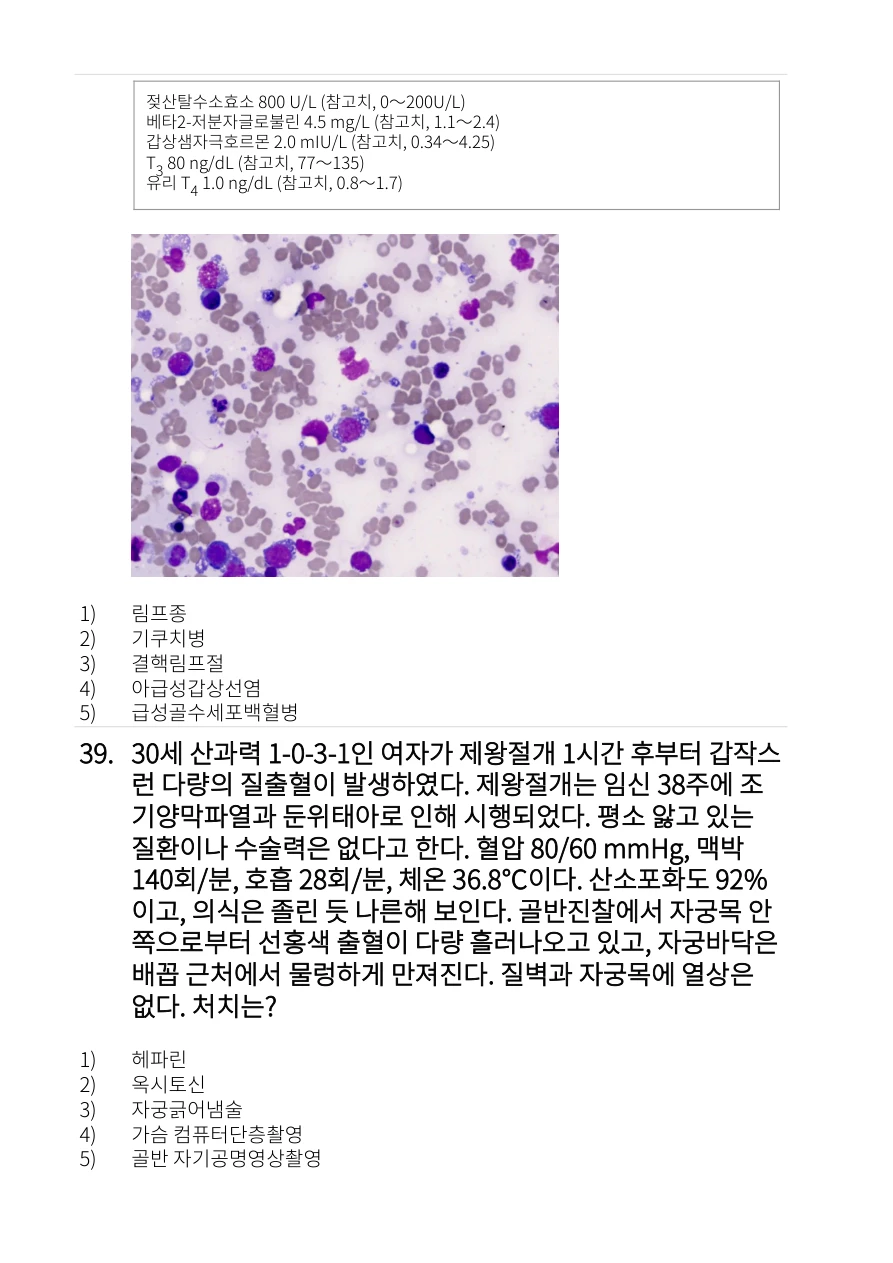 젖산탈수소효소 800 U/L (참고치, 0～200U/L)
베타2-저분자글로불린 4.5 mg/L (참고치, 1.1～2.4)
갑상샘자극호르몬 2.0 mIU/L (참고치, 0.34～4.25)
T3 80 ng/dL (참고치, 77～135)
유리 T4 1.0 ng/dL (참고치, 0.8～1.7)
1) 림프종
2) 기쿠치병
3) 결핵림프절
4) 아급성갑상선염
5) 급성골수세포백혈병
39. 30세 산과력 1-0-3-1인 여자가 제왕절개 1시간 후부터 갑작스
런 다량의 질출혈이 발생하였다. 제왕절개는 임신 38주에 조
기양막파열과 둔위태아로 인해 시행되었다. 평소 앓고 있는
질환이나 수술력은 없다고 한다. 혈압 80/60 mmHg, 맥박
140회/분, 호흡 28회/분, 체온 36.8℃이다. 산소포화도 92%
이고, 의식은 졸린 듯 나른해 보인다. 골반진찰에서 자궁목 안
쪽으로부터 선홍색 출혈이 다량 흘러나오고 있고, 자궁바닥은
배꼽 근처에서 물렁하게 만져진다. 질벽과 자궁목에 열상은
없다. 처치는?
1) 헤파린
2) 옥시토신
3) 자궁긁어냄술
4) 가슴 컴퓨터단층촬영
5) 골반 자기공명영상촬영